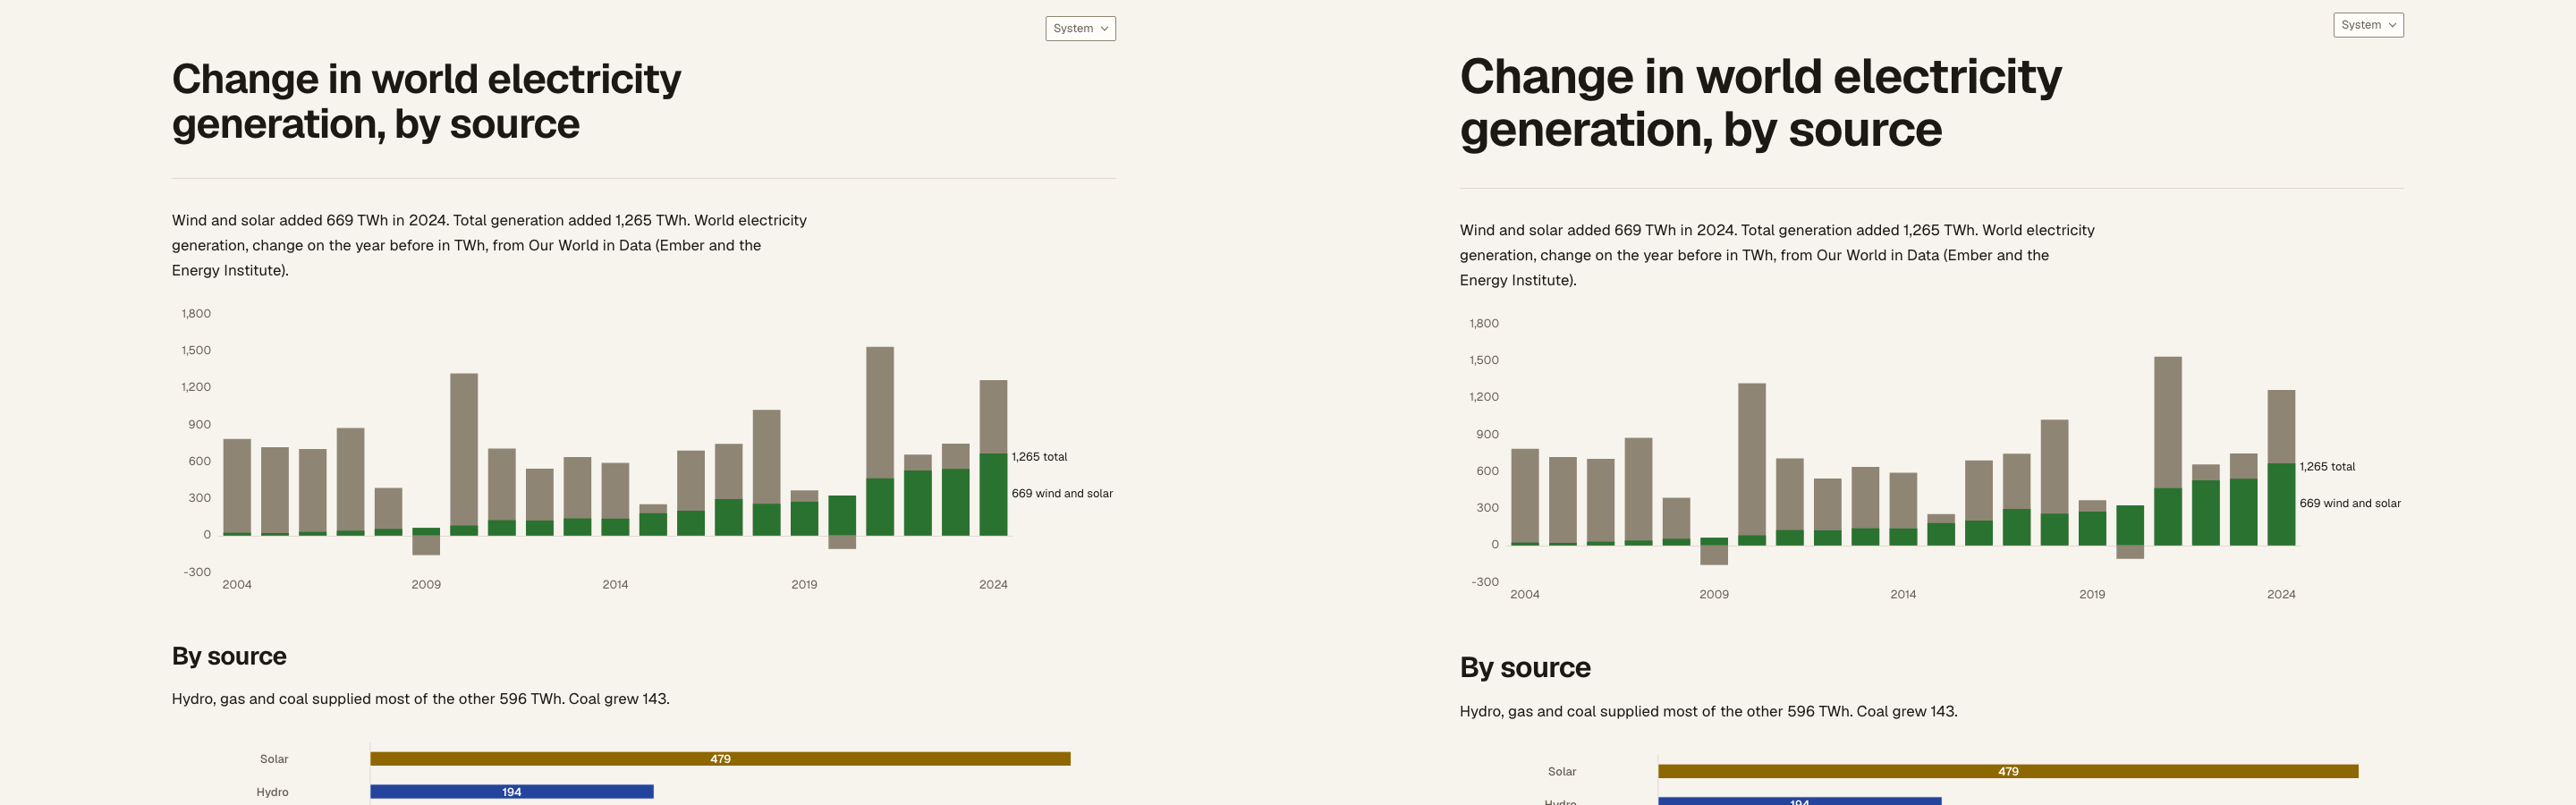 System
Change in world electricity
generation, by source
Wind and solar added 669 TWh in 2024. Total generation added 1,265 TWh. World electricity
generation, change on the year before in TWh, from Our World in Data (Ember and the
Energy Institute).
1,800
1,500
1,200
900
600
300
0
-300
1,265 total
669 wind and solar
2004
2009
2014
2019
2024
By source
Hydro, gas and coal supplied most of the other 596 TWh. Coal grew 143.
Solar
479
Hydro
194
System
Change in world electricity
generation, by source
Wind and solar added 669 TWh in 2024. Total generation added 1,265 TWh. World electricity
generation, change on the year before in TWh, from Our World in Data (Ember and the
Energy Institute).
1,800
1,500
1,200
900
600
300
0
-300
1,265 total
669 wind and solar
2004
2009
2014
2019
2024
By source
Hydro, gas and coal supplied most of the other 596 TWh. Coal grew 143.
Solar
479
Hydro
194